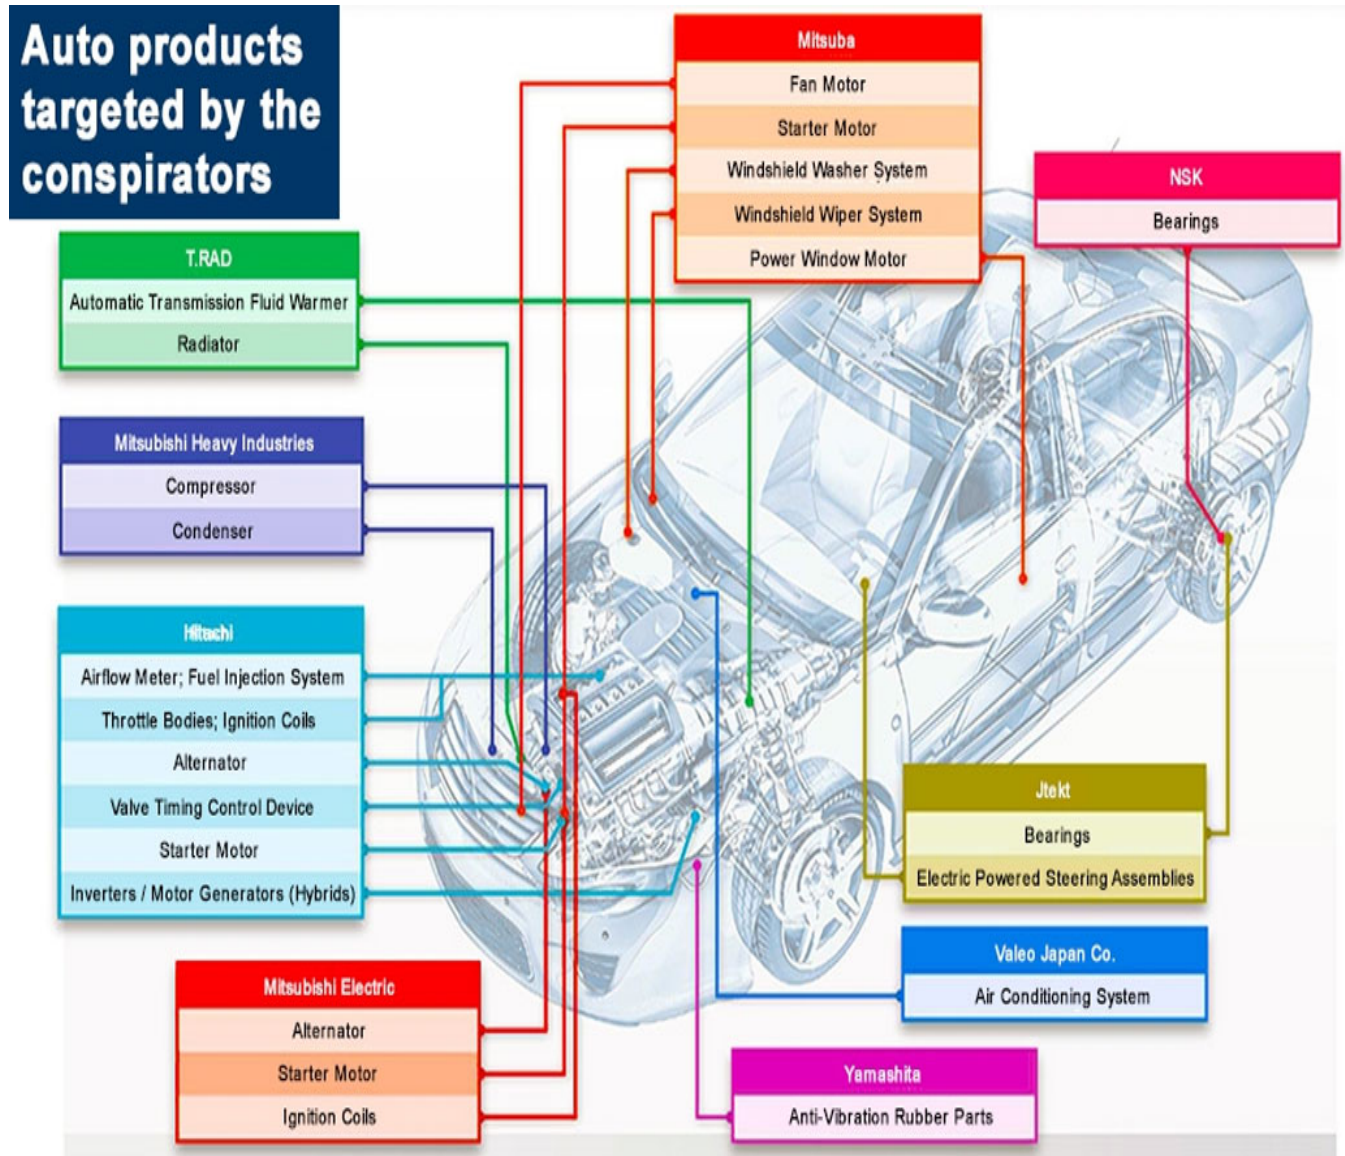 Auto products
targeted by the
conspirators
Mitsuba
Fan Motor
Starter Motor
Windshield Washer System
Windshield Wiper System
Power Window Motor
NSK
Bearings
T.RAD
Automatic Transmission Fluid Warmer
Radiator
Mitsubishi Heavy Industries
Compressor
Condenser
Hitachi
Airflow Meter; Fuel Injection System
Throttle Bodies; Ignition Coils
Alternator
Valve Timing Control Device
Starter Motor
Inverters / Motor Generators (Hybrids)
Jtekt
Bearings
Electric Powered Steering Assemblies
Valeo Japan Co.
Air Conditioning System
Mitsubishi Electric
Alternator
Starter Motor
Ignition Coils
Yamashita
Anti-Vibration Rubber Parts